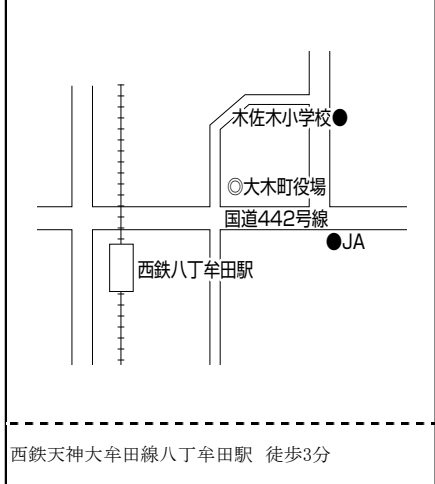 木佐木小学校●
◎大木町役場
国道442号線
●JA
西鉄八丁牟田駅
西鉄天神大牟田線八丁牟田駅 徒歩3分